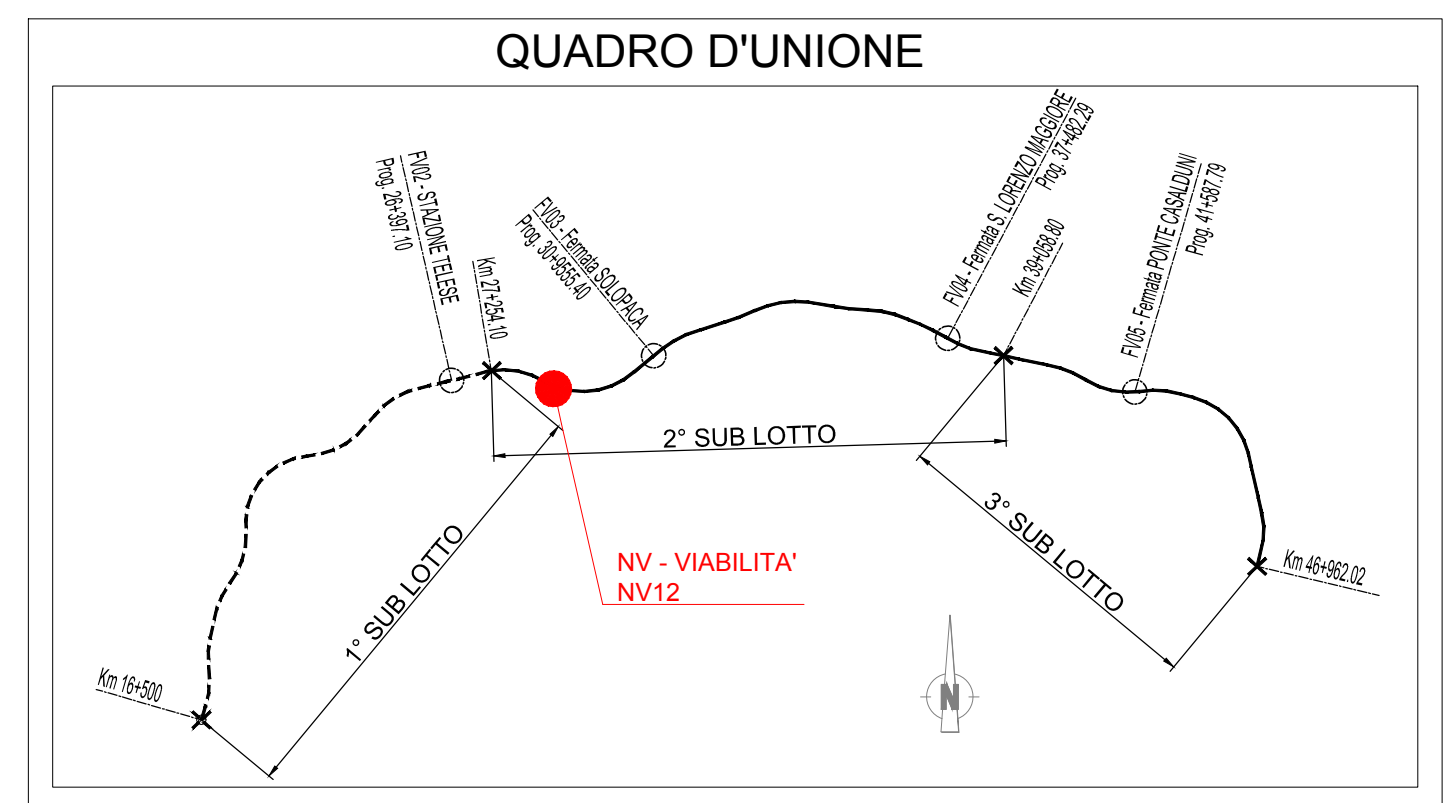 QUADRO D'UNIONE
FV02 - STAZIONE TELESE
Prog. 26+397.10
Km 27+254.10
FV03 - Fermata SOLOPACA
Prog. 30+9555.40
FV04 - Fermata S. LORENZO MAGGIORE
Prog. 37+482.29
Km 39+058.80
FV05 - Fermata PONTE CASALDUNI
Prog. 41+587.79
2° SUB LOTTO
1° SUB LOTTO
3° SUB LOTTO
NV - VIABILITA'
NV12
Km 46+962.02
Km 16+500
N